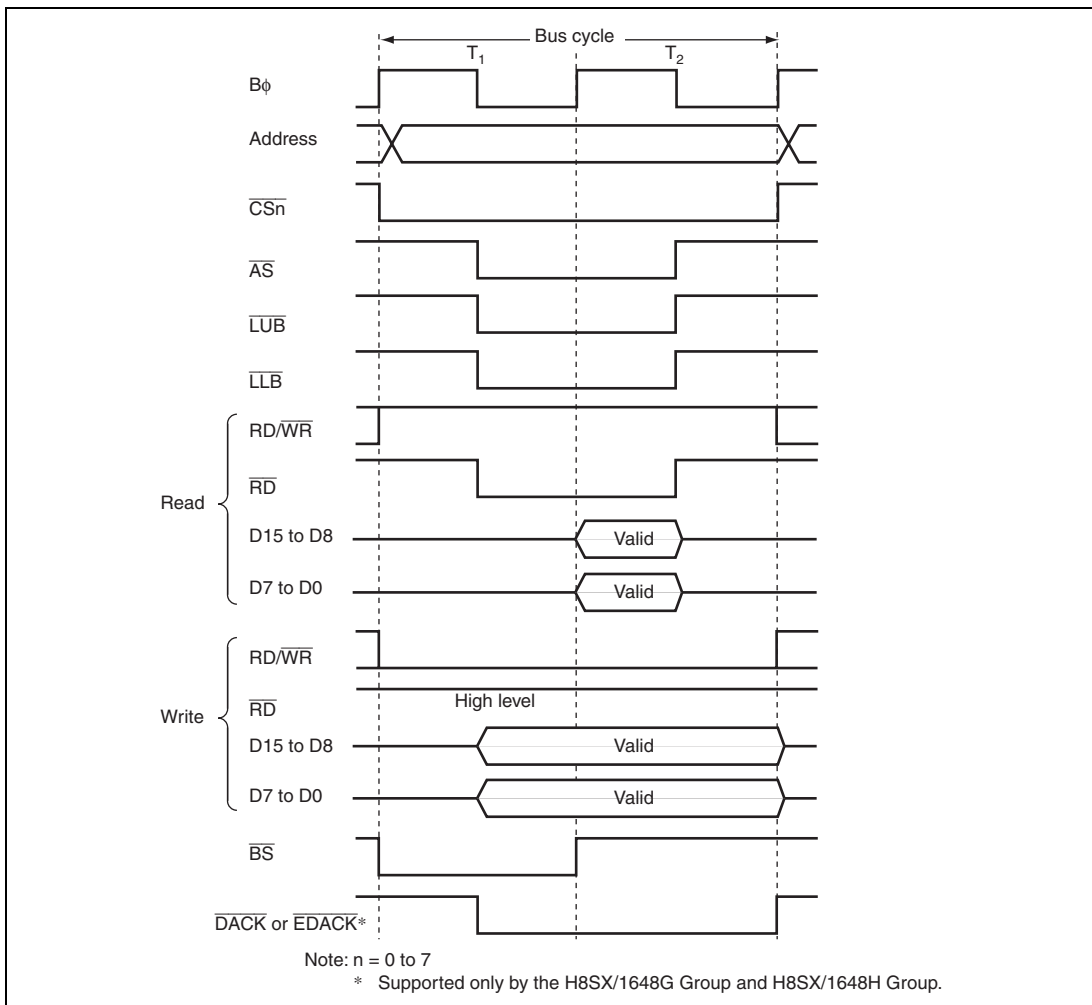 Bus cycle
T1 T2
Bφ
Address
CSn
AS
LUB
LLB
Read
RD/WR
RD
D15 to D8 Valid
D7 to D0 Valid
Write
RD/WR
RD High level
D15 to D8 Valid
D7 to D0 Valid
BS
DACK or EDACK*
Note: n = 0 to 7
* Supported only by the H8SX/1648G Group and H8SX/1648H Group.